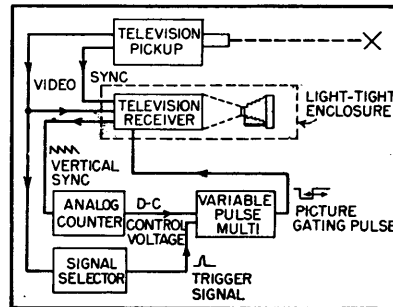 TELEVISION
PICKUP
VIDEO
SYNC
TELEVISION
RECEIVER
LIGHT-TIGHT
ENCLOSURE
VERTICAL
SYNC
ANALOG
COUNTER
D-C
CONTROL
VOLTAGE
VARIABLE
PULSE
MULTI
PICTURE
GATING PULSE
SIGNAL
SELECTOR
TRIGGER
SIGNAL